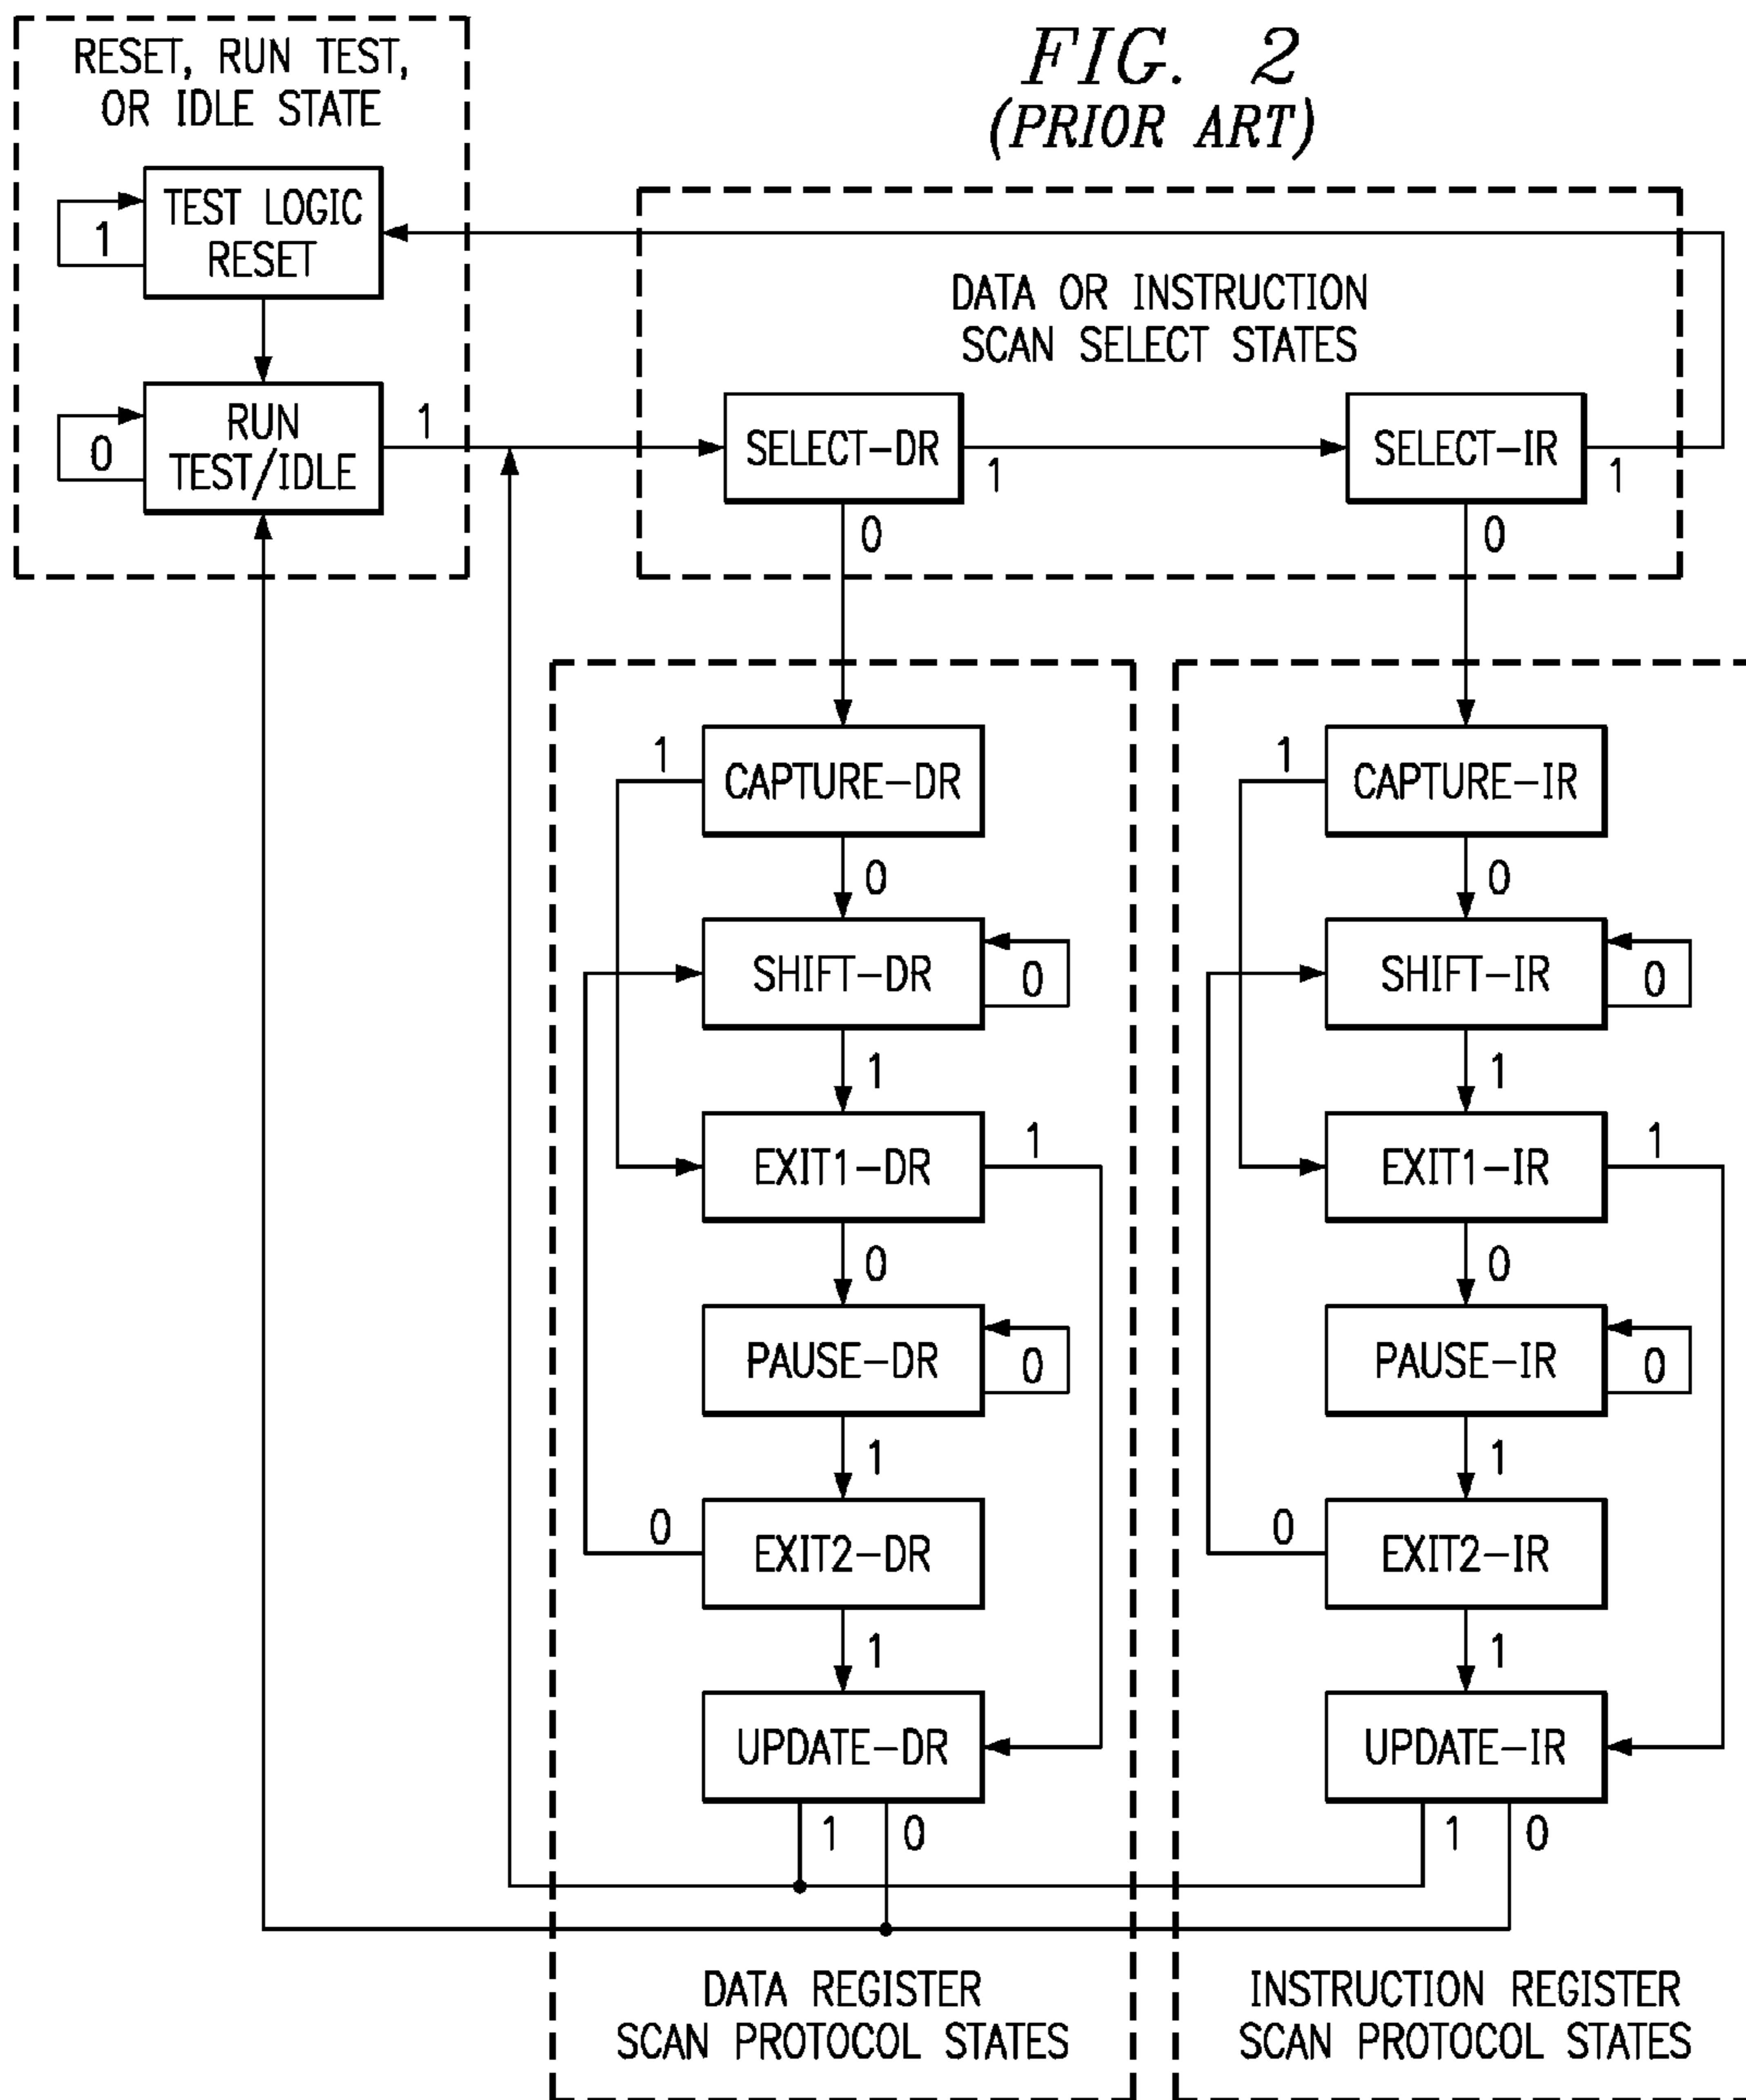 FIG. 2
(PRIOR ART)
RESET, RUN TEST,
OR IDLE STATE
TEST LOGIC
RESET
1
RUN
TEST/IDLE
0
1
DATA OR INSTRUCTION
SCAN SELECT STATES
SELECT-DR
1
0
SELECT-IR
1
0
CAPTURE-DR
1
0
SHIFT-DR
0
1
EXIT1-DR
1
0
PAUSE-DR
0
1
EXIT2-DR
0
1
UPDATE-DR
1
0
DATA REGISTER
SCAN PROTOCOL STATES
CAPTURE-IR
1
0
SHIFT-IR
0
1
EXIT1-IR
1
0
PAUSE-IR
0
1
EXIT2-IR
0
1
UPDATE-IR
1
0
INSTRUCTION REGISTER
SCAN PROTOCOL STATES